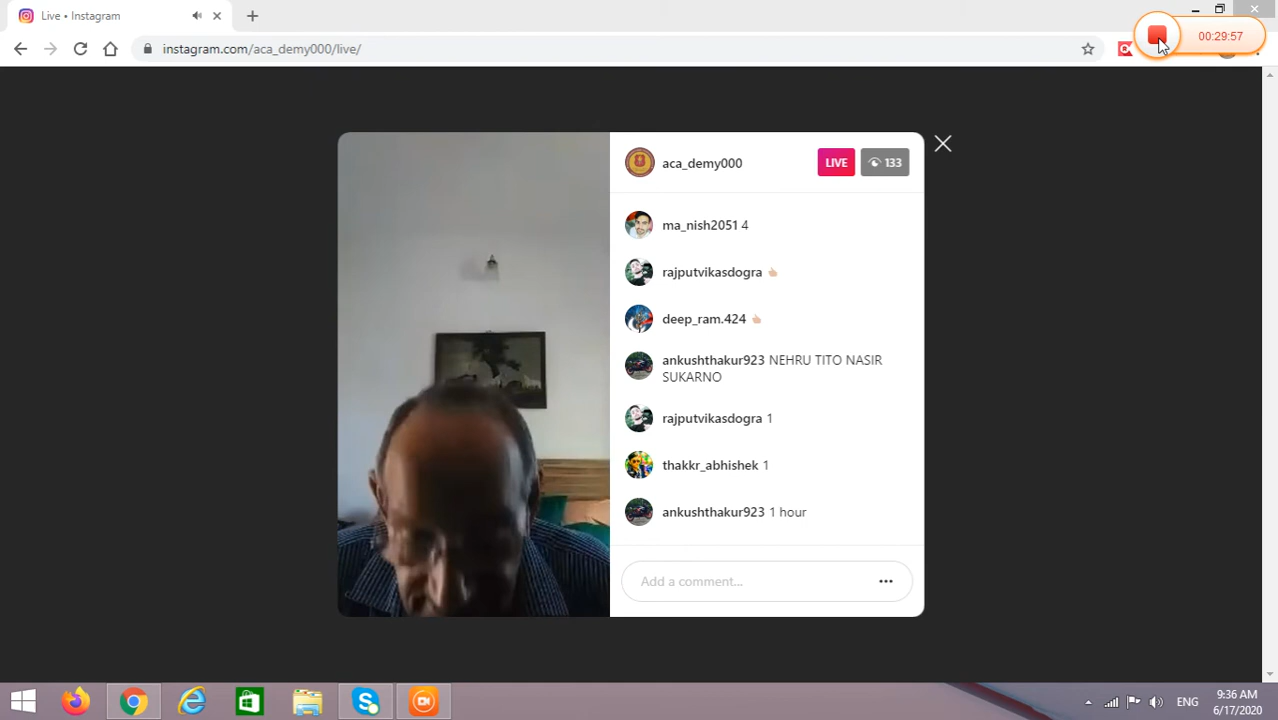 Live • Instagram
00:29:57
instagram.com/aca_demy000/live/
aca_demy000
LIVE
133
ma_nish2051 4
rajputvikasdogra 👆🏻
deep_ram.424 👆🏻
ankushthakur923 NEHRU TITO NASIR
SUKARNO
rajputvikasdogra 1
thakkr_abhishek 1
ankushthakur923 1 hour
Add a comment...
ENG
9:36 AM
6/17/2020